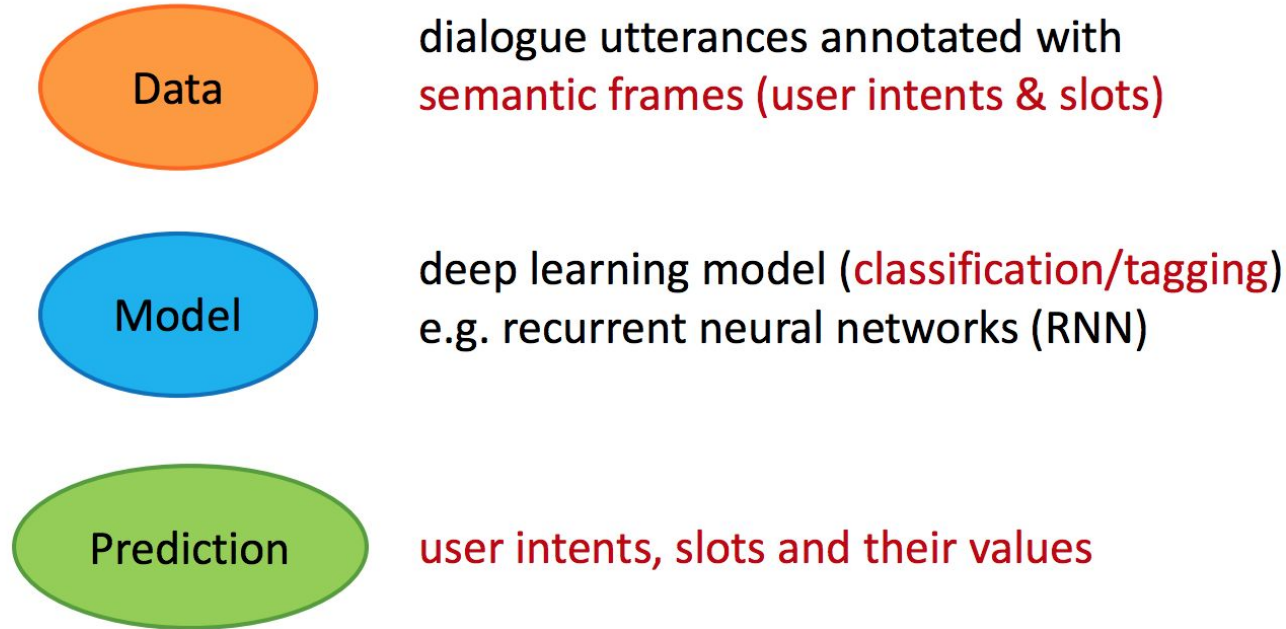 Data
dialogue utterances annotated with
semantic frames (user intents & slots)
Model
deep learning model (classification/tagging)
e.g. recurrent neural networks (RNN)
Prediction
user intents, slots and their values